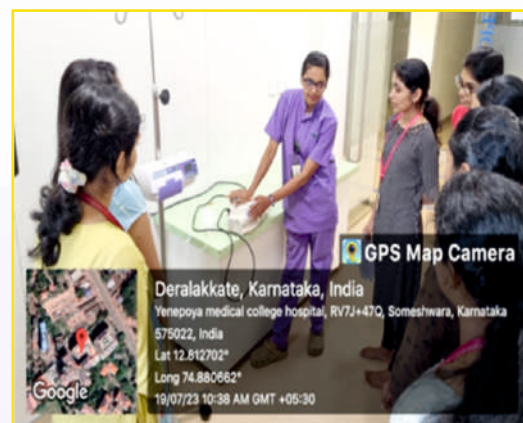 GPS Map Camera
Deralakkate, Karnataka, India
Yenepoya medical college hospital, RV7J+47Q, Someshwara, Karnataka
575022, India
Lat 12.812702°
Long 74.880662°
19/07/23 10:38 AM GMT +05:30
Google